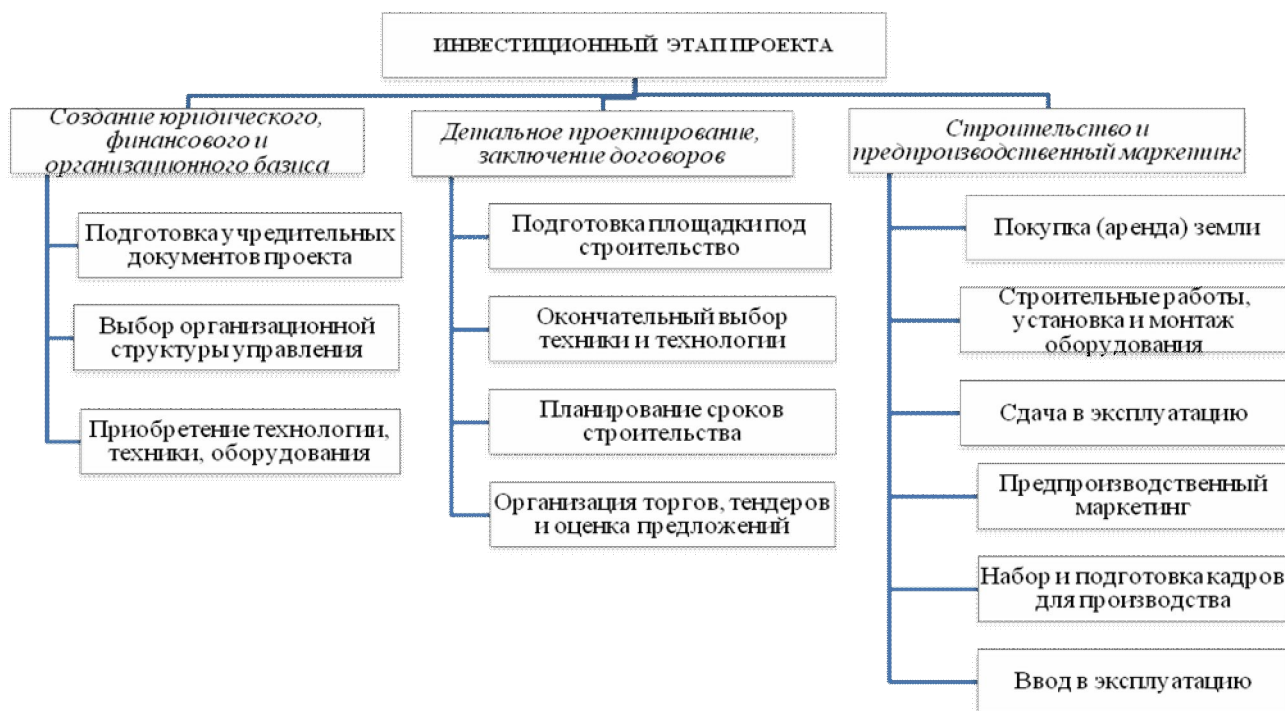 ИНВЕСТИЦИОННЫЙ ЭТАП ПРОЕКТА
Создание юридического,
финансового и
организационного базиса
Подготовка учредительных
документов проекта
Выбор организационной
структуры управления
Приобретение технологии,
техники, оборудования
Детальное проектирование,
заключение договоров
Подготовка площадки под
строительство
Окончательный выбор
техники и технологии
Планирование сроков
строительства
Организация торгов, тендеров
и оценка предложений
Строительство и
предпроизводственный маркетинг
Покупка (аренда) земли
Строительные работы,
установка и монтаж
оборудования
Сдача в эксплуатацию
Предпроизводственный
маркетинг
Набор и подготовка кадров
для производства
Ввод в эксплуатацию